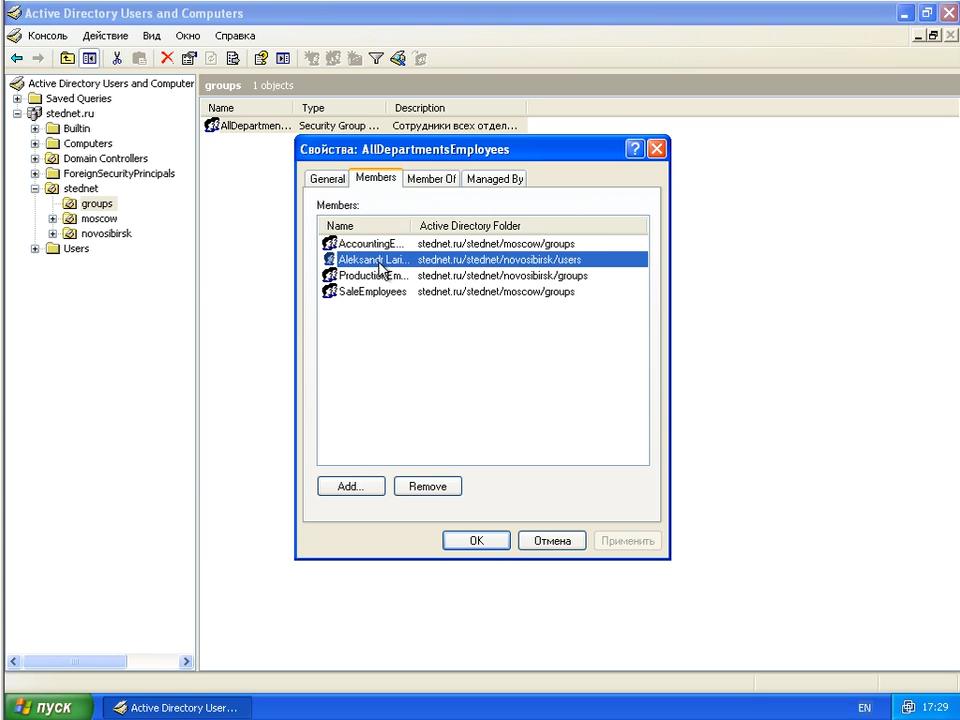 Active Directory Users and Computers
Консоль Действие Вид Окно Справка
Active Directory Users and Computer
Saved Queries
stednet.ru
Builtin
Computers
Domain Controllers
ForeignSecurityPrincipals
stednet
groups
moscow
novosibirsk
Users
groups 1 objects
Name Type Description
AllDepartmen... Security Group ... Сотрудники всех отдел...
Свойства: AllDepartmentsEmployees
General Members Member Of Managed By
Members:
Name Active Directory Folder
AccountingE... stednet.ru/stednet/moscow/groups
Aleksandr Lari... stednet.ru/stednet/novosibirsk/users
ProductionEm... stednet.ru/stednet/novosibirsk/groups
SaleEmployees stednet.ru/stednet/moscow/groups
Add... Remove
OK Отмена Применить
пуск Active Directory User... EN 17:29